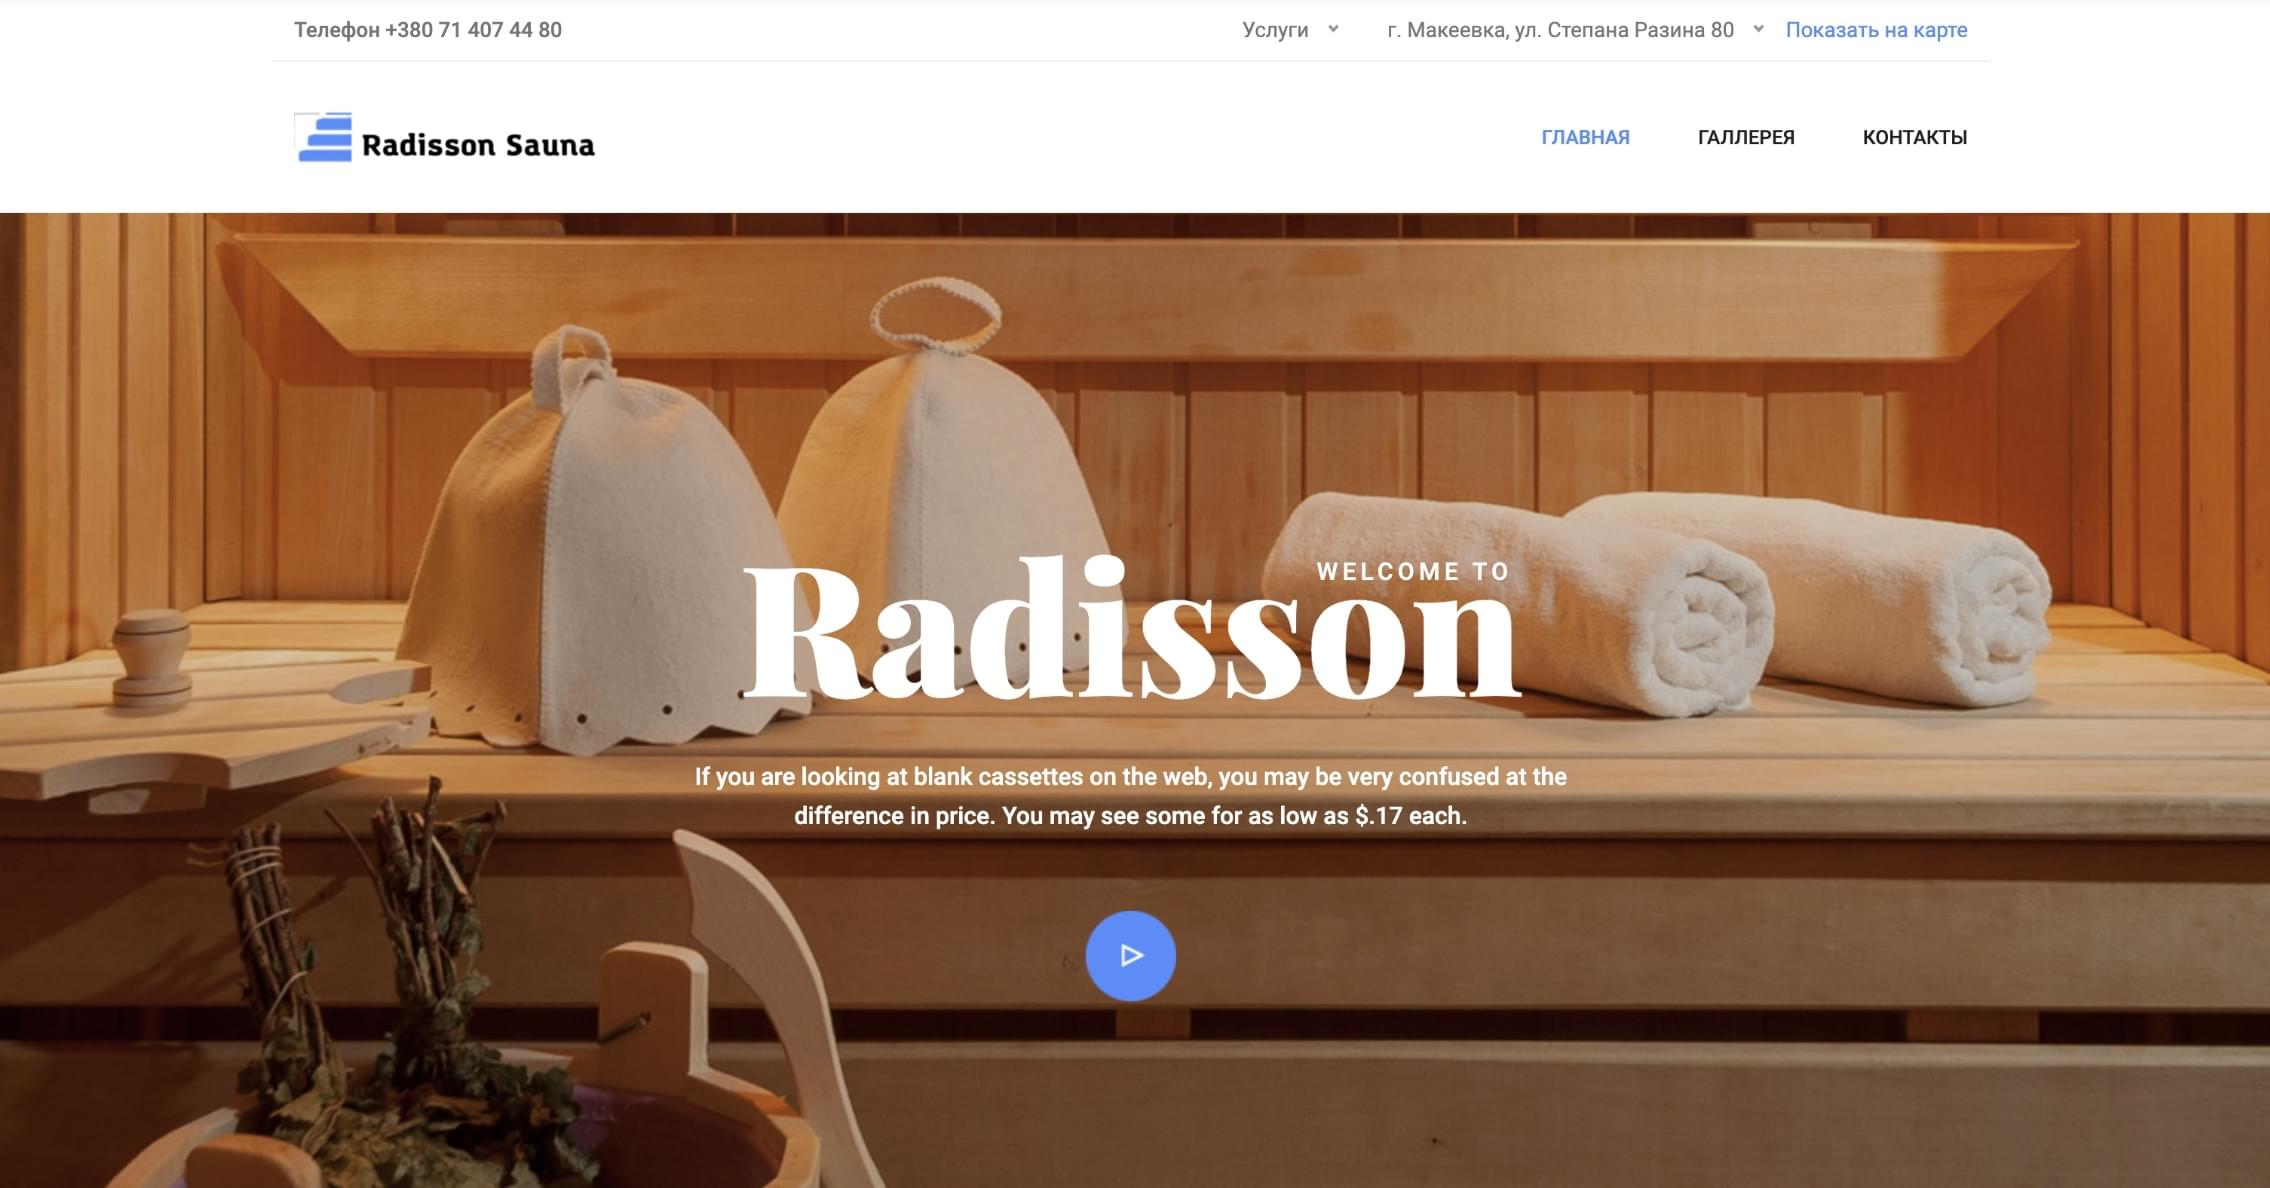 Телефон +380 71 407 44 80
Услуги
г. Макеевка, ул. Степана Разина 80
Показать на карте
Radisson Sauna
ГЛАВНАЯ
ГАЛЛЕРЕЯ
КОНТАКТЫ
WELCOME TO
Radisson
If you are looking at blank cassettes on the web, you may be very confused at the
difference in price. You may see some for as low as $.17 each.